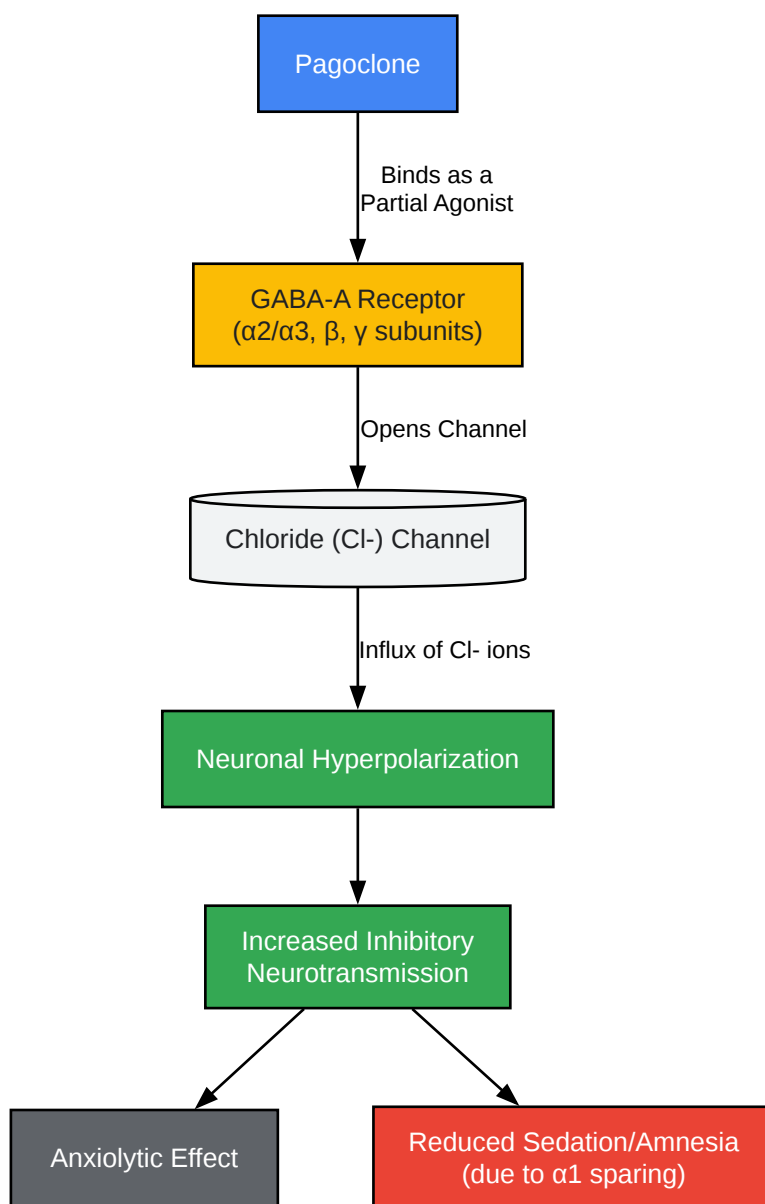 Pagoclone
Binds as a
Partial Agonist
GABA-A Receptor
(α2/α3, β, γ subunits)
Opens Channel
Chloride (Cl-) Channel
Influx of Cl- ions
Neuronal Hyperpolarization
Increased Inhibitory
Neurotransmission
Anxiolytic Effect
Reduced Sedation/Amnesia
(due to α1 sparing)